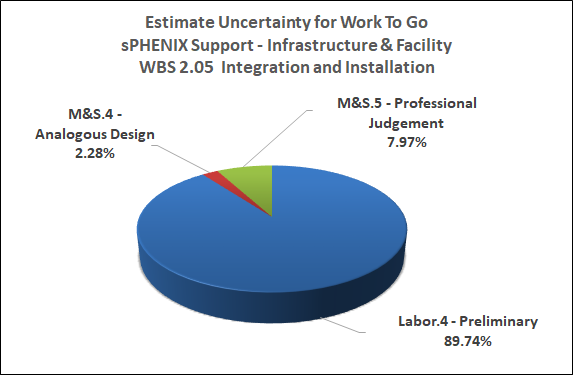 Estimate Uncertainty for Work To Go
sPHENIX Support - Infrastructure & Facility
WBS 2.05  Integration and Installation
M&S.4 -
Analogous Design
2.28%
M&S.5 - Professional
Judgement
7.97%
Labor.4 - Preliminary
89.74%